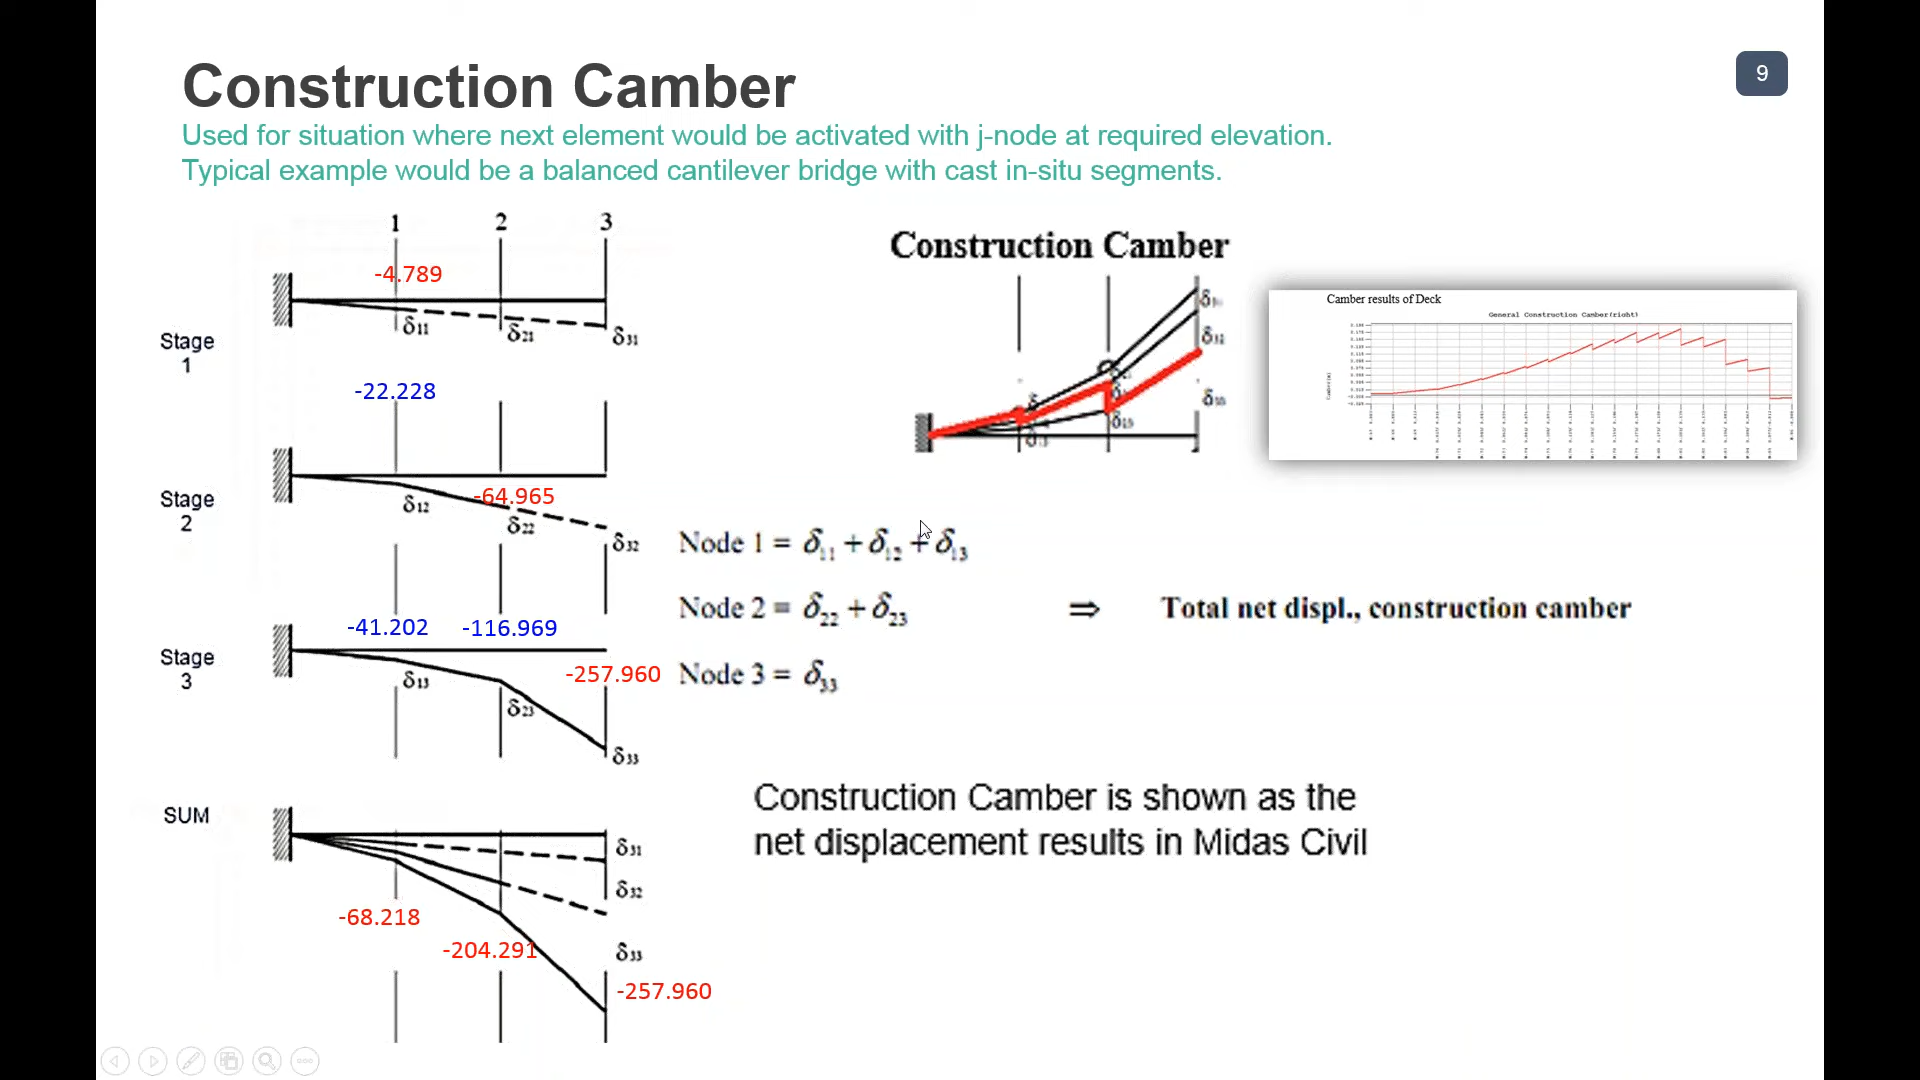 Construction Camber
9
Used for situation where next element would be activated with j-node at required elevation.
Typical example would be a balanced cantilever bridge with cast in-situ segments.
1 2 3
-4.789
δ11 δ21 δ31
Stage
1
-22.228
Stage
2
-64.965
δ12 δ22 δ32
-41.202 -116.969
Stage
3
-257.960
δ13 δ23 δ33
SUM
δ31
δ32
δ33
-68.218
-204.291
-257.960
Construction Camber
Camber results of Deck
General Construction Camber(right)
Camber(m)
Node 1 = δ11 + δ12 + δ13
Node 2 = δ22 + δ23
⇒ Total net displ., construction camber
Node 3 = δ33
Construction Camber is shown as the
net displacement results in Midas Civil